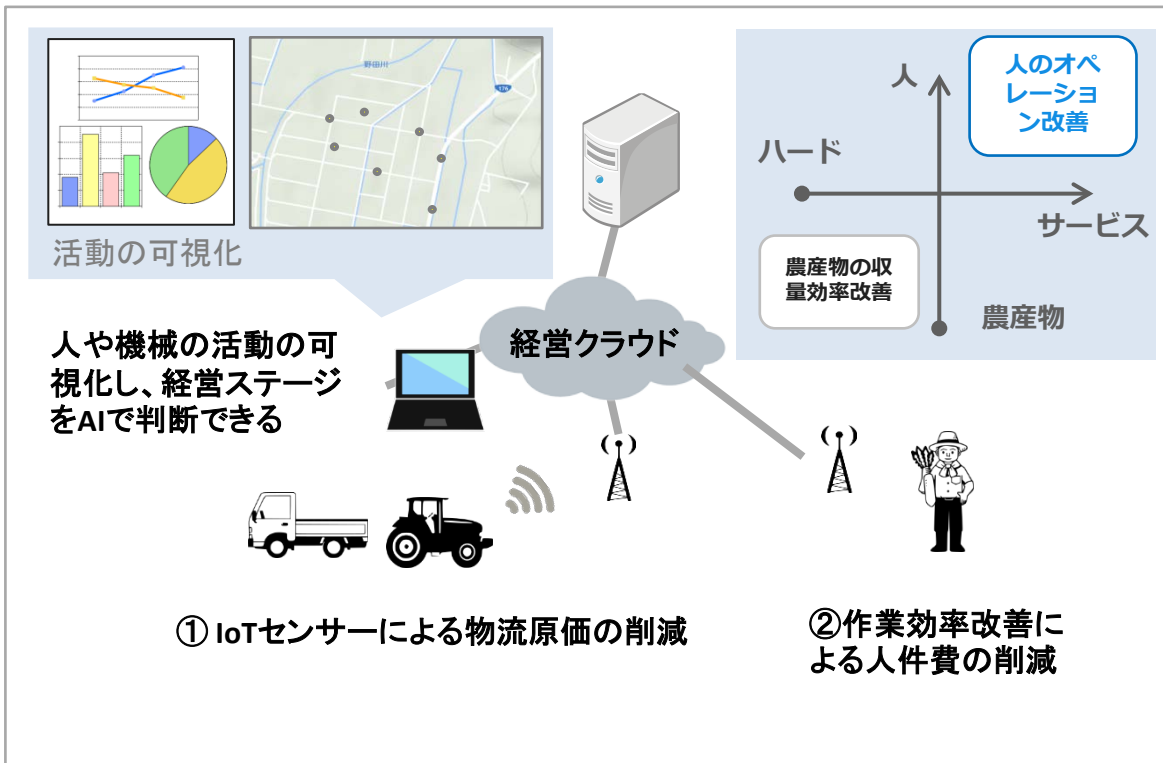 野田川
176
活動の可視化
人
ハード
サービス
農産物
人のオペ
レーショ
ン改善
農産物の収
量効率改善
経営クラウド
人や機械の活動の可
視化し、経営ステージ
をAIで判断できる
① IoTセンサーによる物流原価の削減
②作業効率改善に
よる人件費の削減